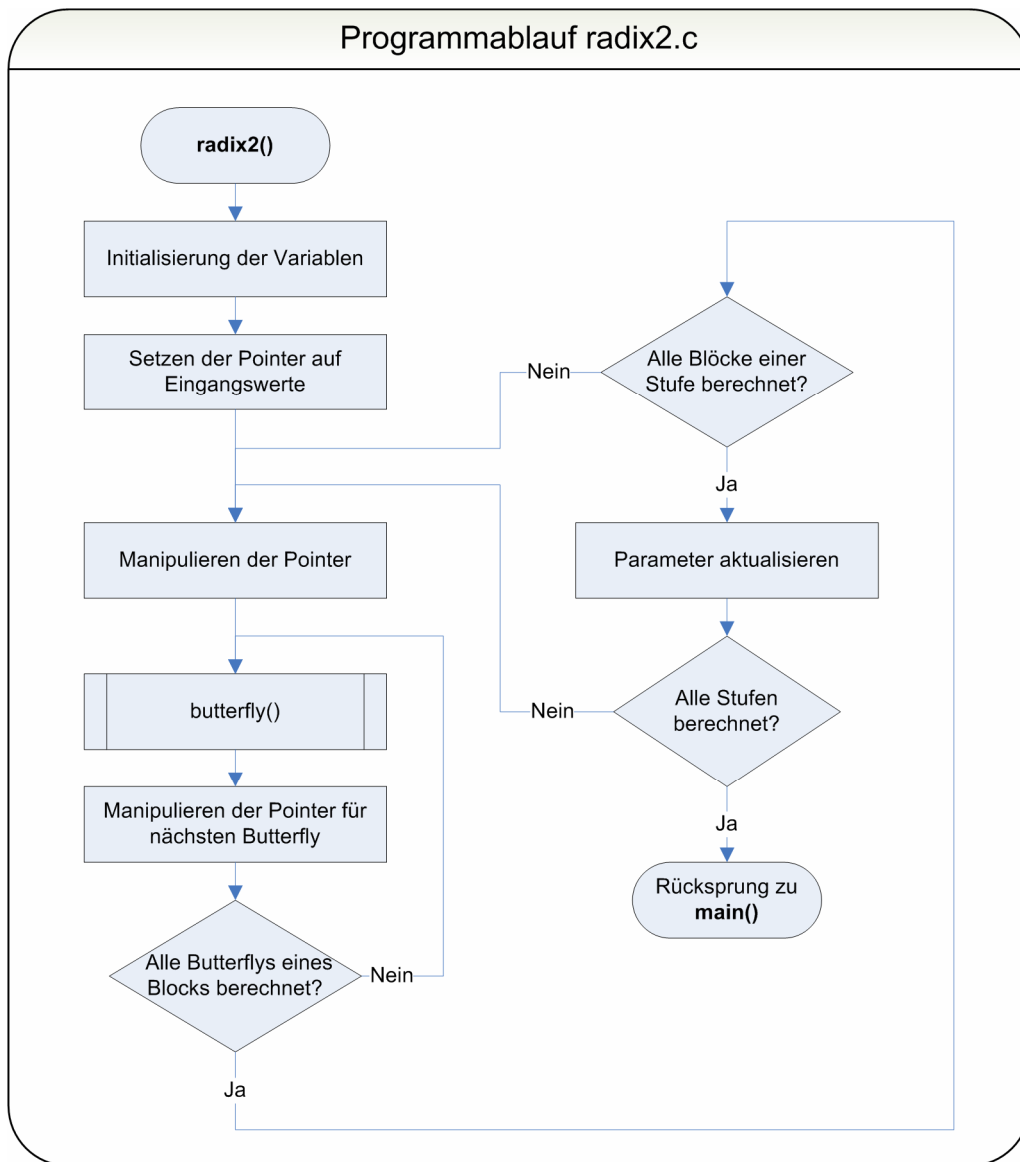 Programmablauf radix2.c
radix2()
Initialisierung der Variablen
Setzen der Pointer auf
Eingangswerte
Manipulieren der Pointer
butterfly()
Manipulieren der Pointer für
nächsten Butterfly
Alle Butterflys eines
Blocks berechnet?
Nein
Ja
Alle Blöcke einer
Stufe berechnet?
Nein
Ja
Parameter aktualisieren
Alle Stufen
berechnet?
Nein
Ja
Rücksprung zu
main()